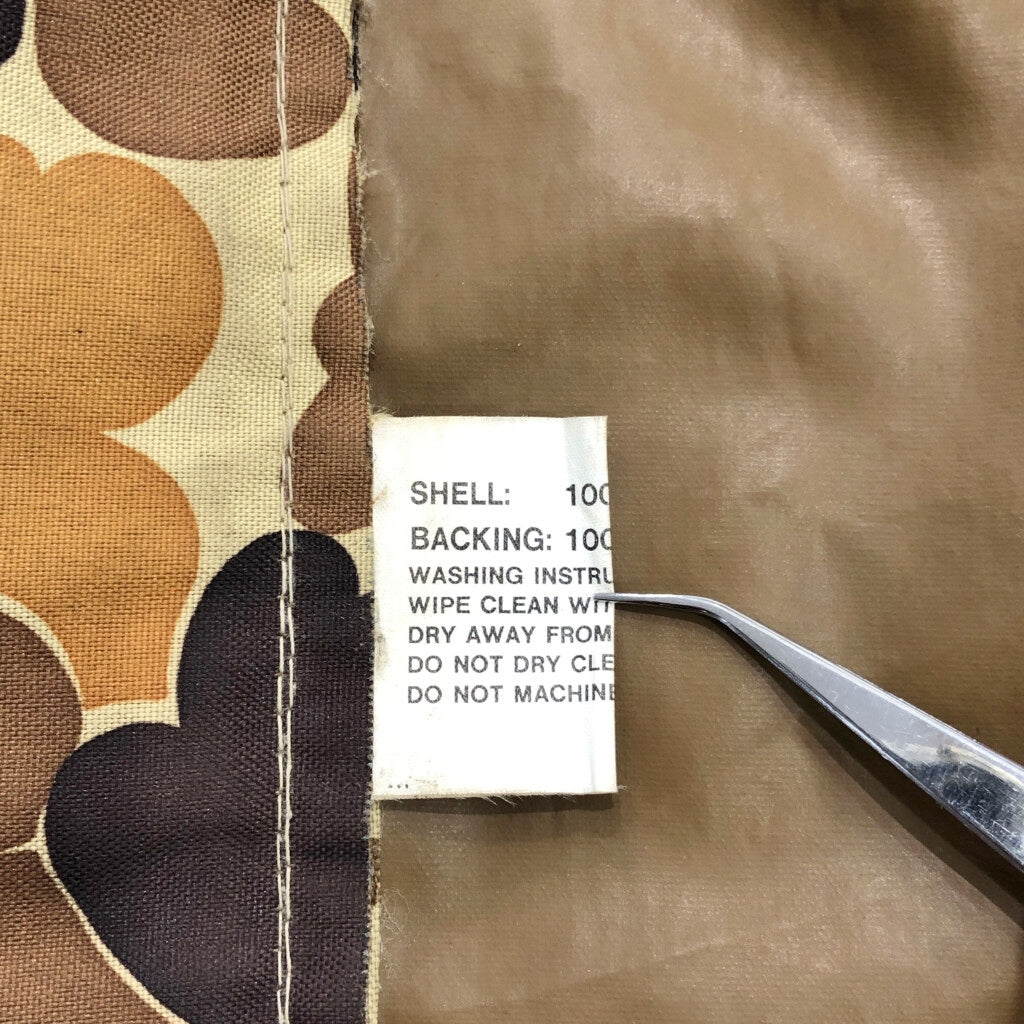 SHELL: 100
BACKING: 100
WASHING INSTRU
WIPE CLEAN WIT
DRY AWAY FROM
DO NOT DRY CLE
DO NOT MACHINE
...